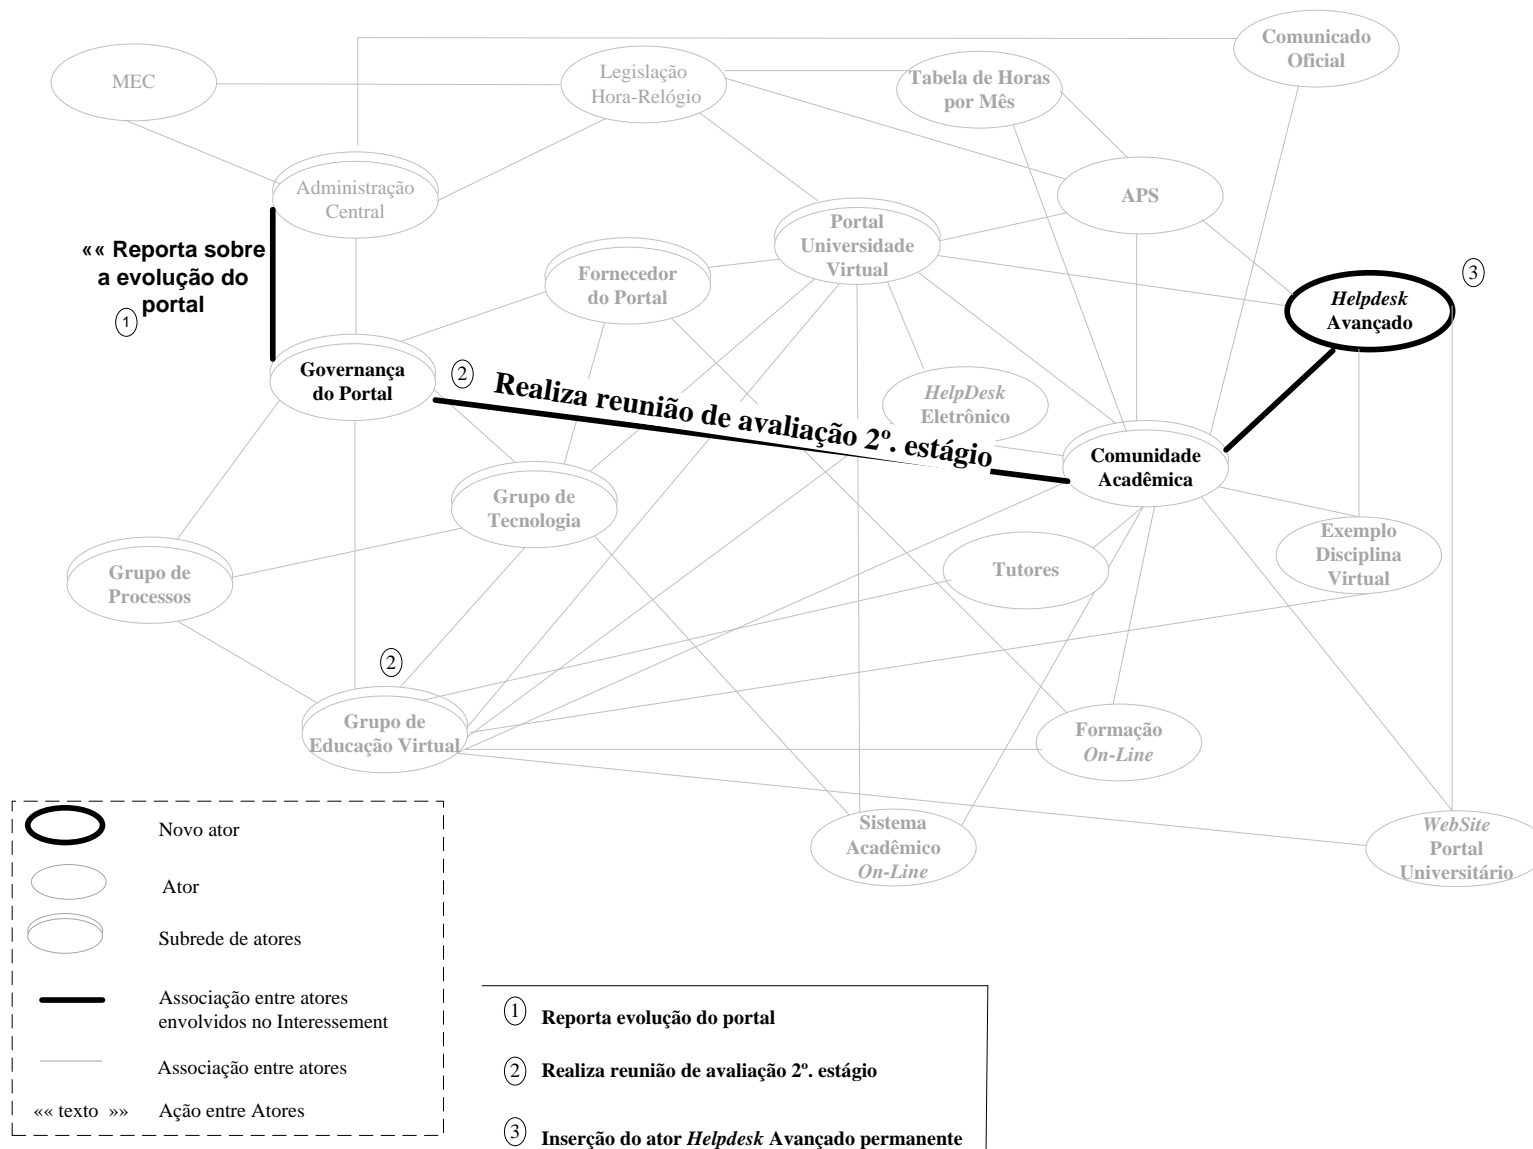 Comunicado
Oficial
MEC
Legislação
Hora-Relógio
Tabela de Horas
por Mês
Administração
Central
APS
Portal
Universidade
Virtual
«« Reporta sobre
a evolução do
portal
1
Fornecedor
do Portal
3
Helpdesk
Avançado
Governança
do Portal
2
Realiza reunião de avaliação 2º. estágio
HelpDesk
Eletrônico
Comunidade
Acadêmica
Grupo de
Tecnologia
Exemplo
Disciplina
Virtual
Grupo de
Processos
Tutores
2
Grupo de
Educação Virtual
Formação
On-Line
Sistema
Acadêmico
On-Line
WebSite
Portal
Universitário
Novo ator
Ator
Subrede de atores
Associação entre atores
envolvidos no Interessement
Associação entre atores
«« texto »» Ação entre Atores
1 Reporta evolução do portal
2 Realiza reunião de avaliação 2º. estágio
3 Inserção do ator Helpdesk Avançado permanente